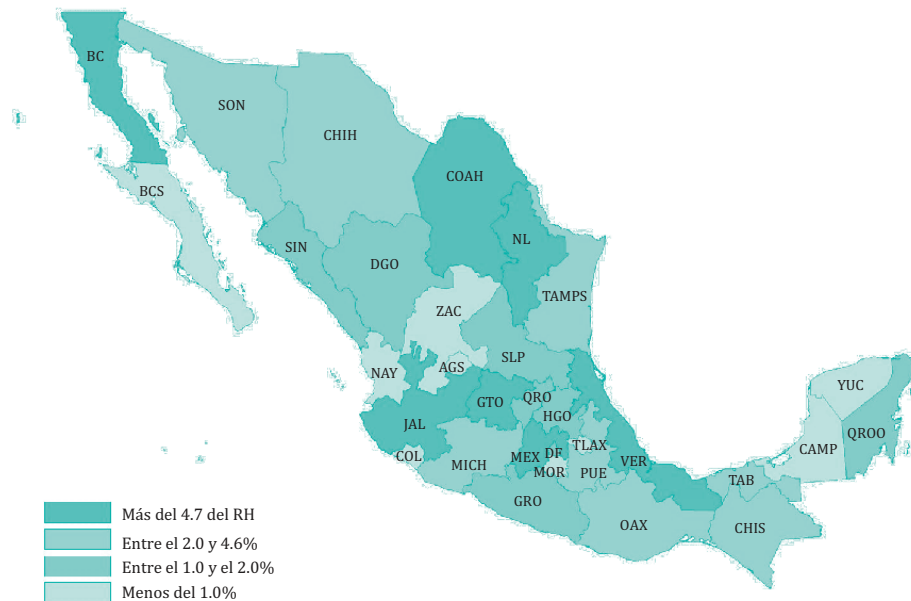 BC
SON
CHIH
COAH
BCS
NL
SIN
DGO
TAMPS
ZAC
SLP
AGS
NAY
YUC
QRO
GTO
HGO
JAL
QROO
TLAX
CAMP
COL
MEX
DF
VER
MICH
MOR
PUE
TAB
GRO
OAX
CHIS
Más del 4.7 del RH
Entre el 2.0 y 4.6%
Entre el 1.0 y el 2.0%
Menos del 1.0%